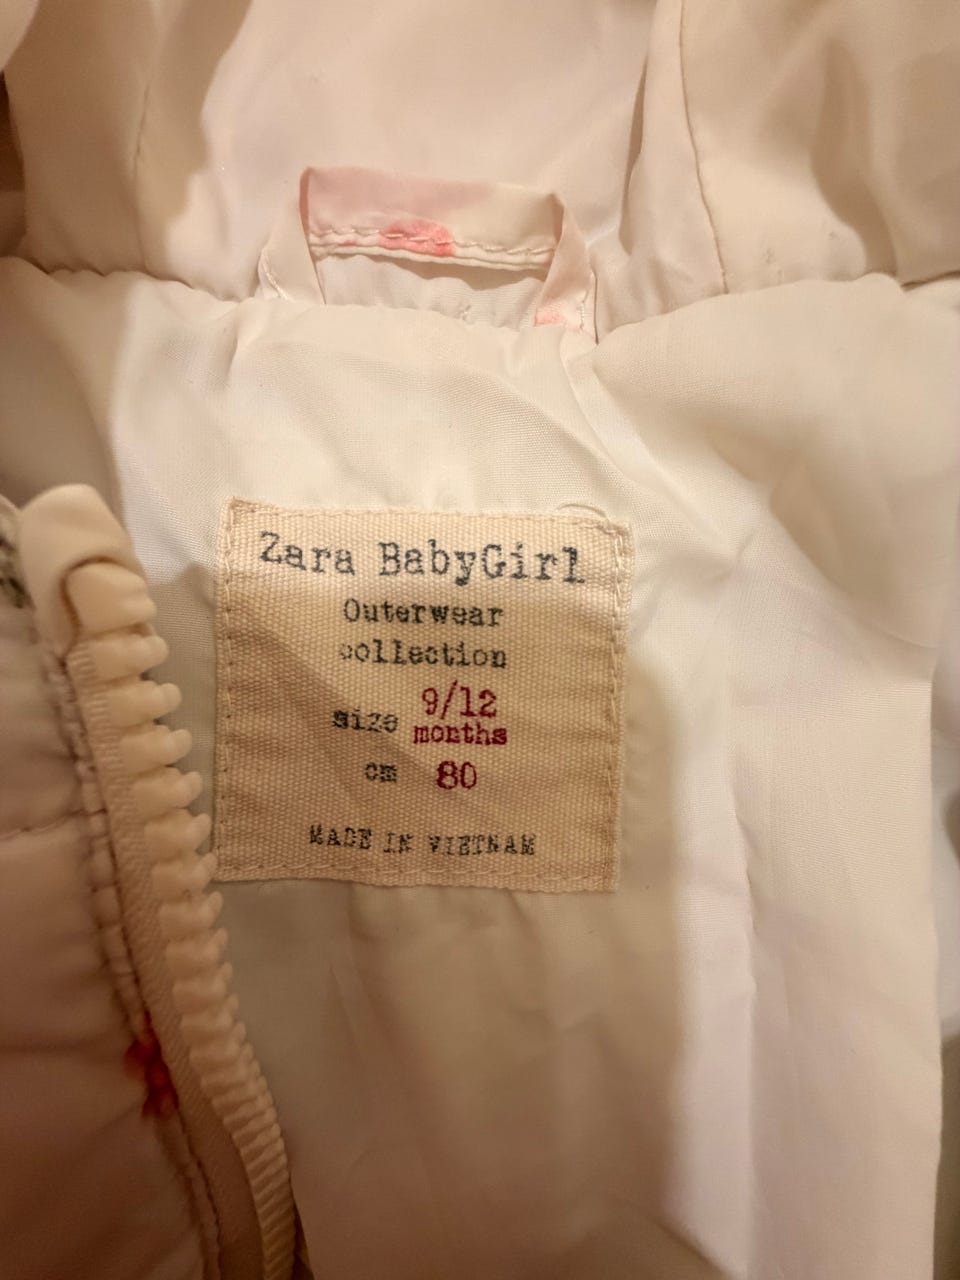 Zara BabyGirl
Outerwear
collection
size 9/12
months
cm 80
MADE IN VIETNAM